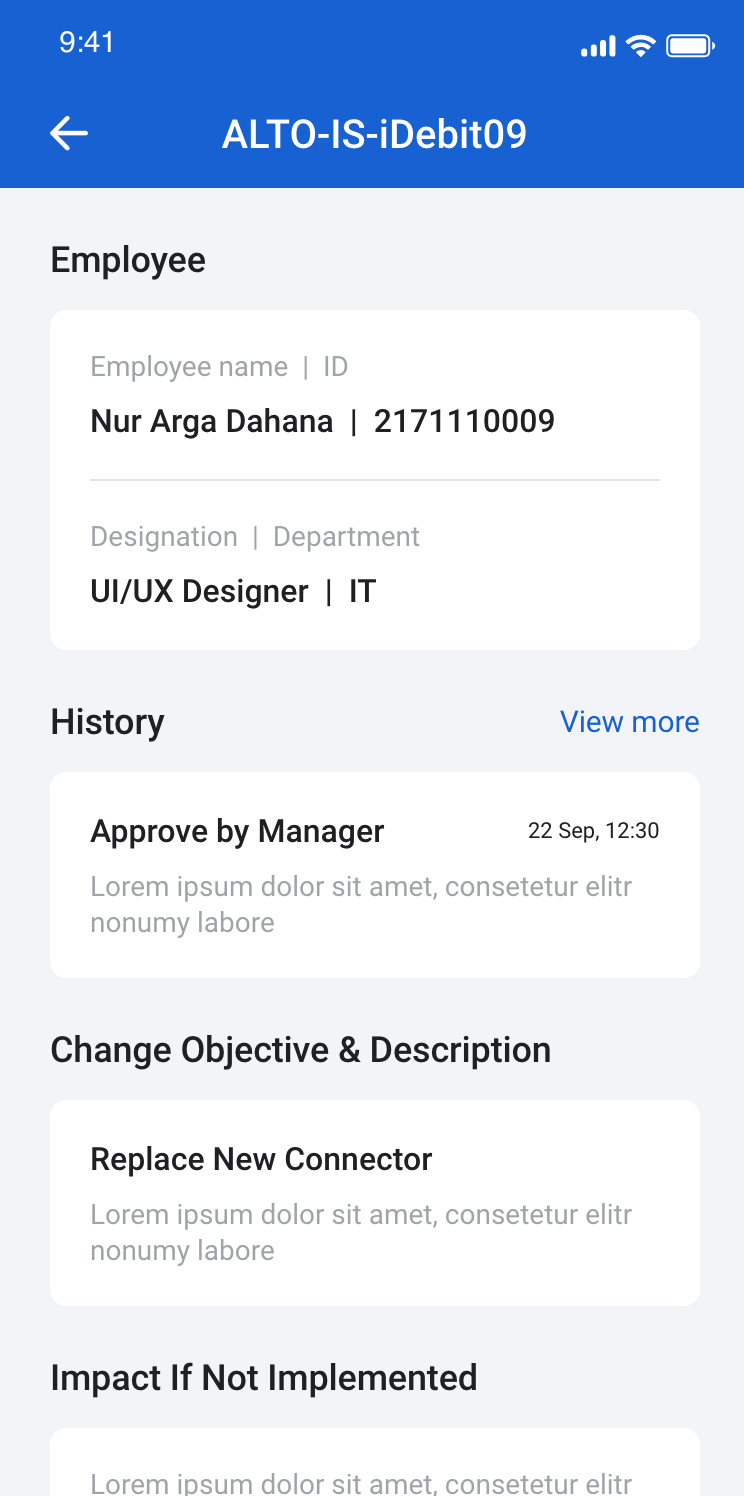 9:41
ALTO-IS-iDebit09
Employee
Employee name | ID
Nur Arga Dahana | 2171110009
Designation | Department
UI/UX Designer | IT
History
View more
Approve by Manager
22 Sep, 12:30
Lorem ipsum dolor sit amet, consetetur elitr
nonumy labore
Change Objective & Description
Replace New Connector
Lorem ipsum dolor sit amet, consetetur elitr
nonumy labore
Impact If Not Implemented
Lorem ipsum dolor sit amet, consetetur elitr